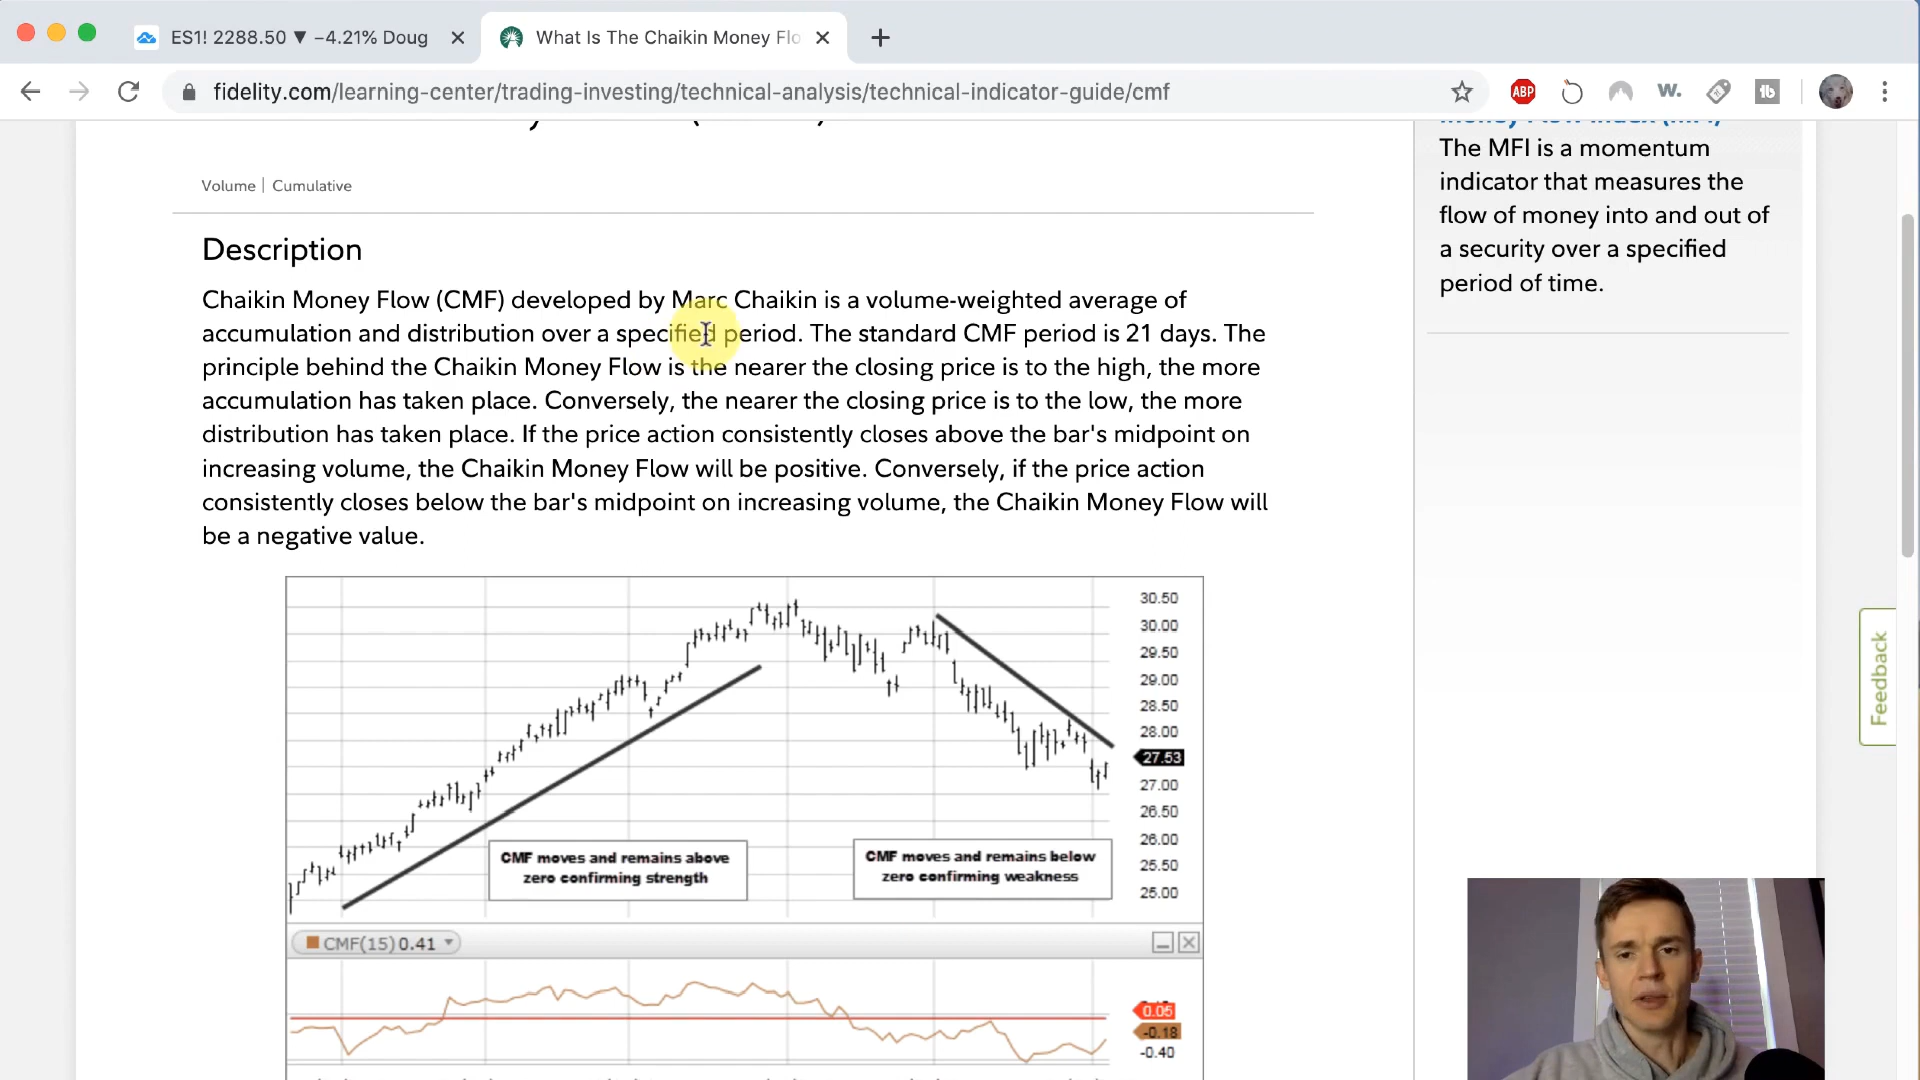 ES1! 2288.50 ▼ −4.21% Doug
What Is The Chaikin Money Flo
fidelity.com/learning-center/trading-investing/technical-analysis/technical-indicator-guide/cmf
ABP
W.
Volume | Cumulative
Description
Chaikin Money Flow (CMF) developed by Marc Chaikin is a volume-weighted average of
accumulation and distribution over a specified period. The standard CMF period is 21 days. The
principle behind the Chaikin Money Flow is the nearer the closing price is to the high, the more
accumulation has taken place. Conversely, the nearer the closing price is to the low, the more
distribution has taken place. If the price action consistently closes above the bar's midpoint on
increasing volume, the Chaikin Money Flow will be positive. Conversely, if the price action
consistently closes below the bar's midpoint on increasing volume, the Chaikin Money Flow will
be a negative value.
30.50
30.00
29.50
29.00
28.50
28.00
27.53
27.00
26.50
26.00
25.50
25.00
CMF moves and remains above
zero confirming strength
CMF moves and remains below
zero confirming weakness
CMF(15) 0.41
0.05
-0.18
-0.40
Money Flow Index (MFI)
The MFI is a momentum
indicator that measures the
flow of money into and out of
a security over a specified
period of time.
Feedback